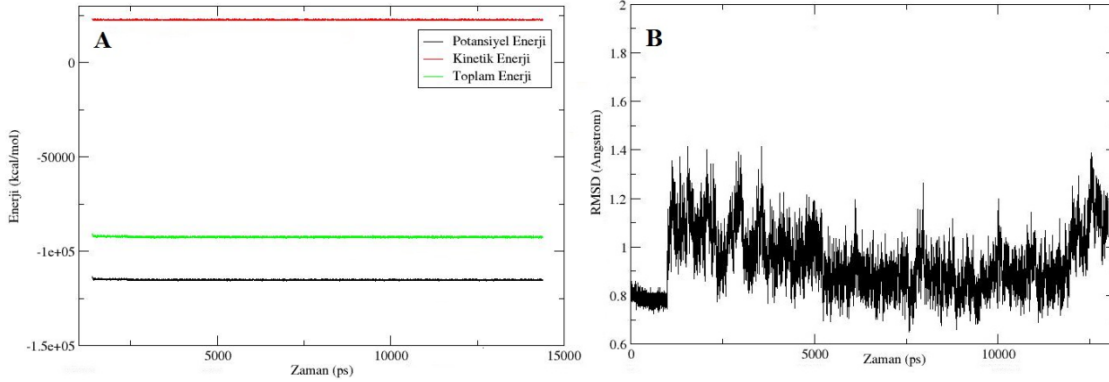 A
Potansiyel Enerji
Kinetik Enerji
Toplam Enerji
0
-50000
-1e+05
-1.5e+05
Enerji (kcal/mol)
5000
10000
15000
Zaman (ps)
B
2
1.8
1.6
1.4
1.2
1
0.8
0.6
RMSD (Angstrom)
0
5000
10000
Zaman (ps)